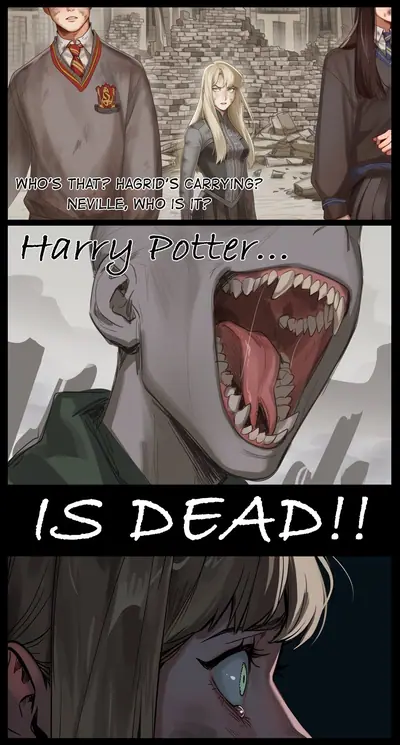 WHO'S THAT? HAGRID'S CARRYING?
NEVILLE, WHO IS IT?
Harry Potter...
IS DEAD!!